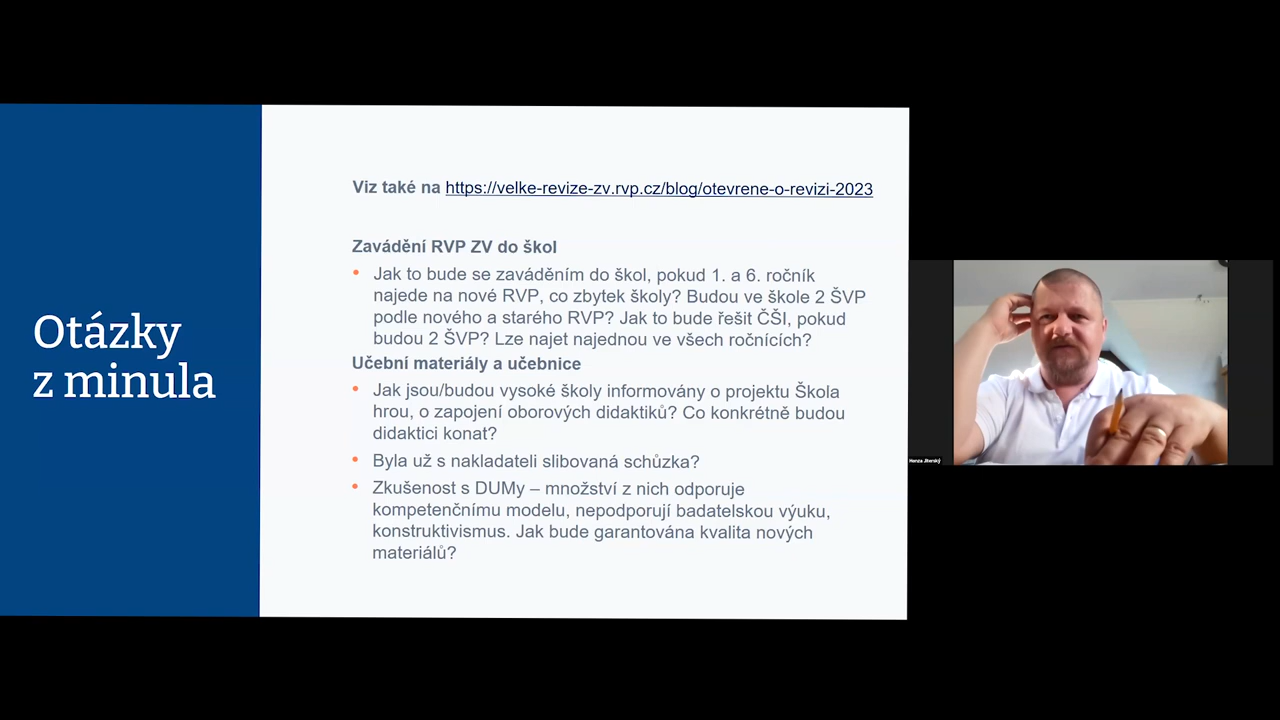 Otázky
z minula
Viz také na https://velke-revize-zv.rvp.cz/blog/otevrene-o-revizi-2023
Zavádění RVP ZV do škol
• Jak to bude se zaváděním do škol, pokud 1. a 6. ročník
najede na nové RVP, co zbytek školy? Budou ve škole 2 ŠVP
podle nového a starého RVP? Jak to bude řešit ČŠI, pokud
budou 2 ŠVP? Lze najet najednou ve všech ročnících?
Učební materiály a učebnice
• Jak jsou/budou vysoké školy informovány o projektu Škola
hrou, o zapojení oborových didaktiků? Co konkrétně budou
didaktici konat?
• Byla už s nakladateli slibovaná schůzka?
• Zkušenost s DUMy – množství z nich odporuje
kompetenčnímu modelu, nepodporují badatelskou výuku,
konstruktivismus. Jak bude garantována kvalita nových
materiálů?
Honza Jiterský